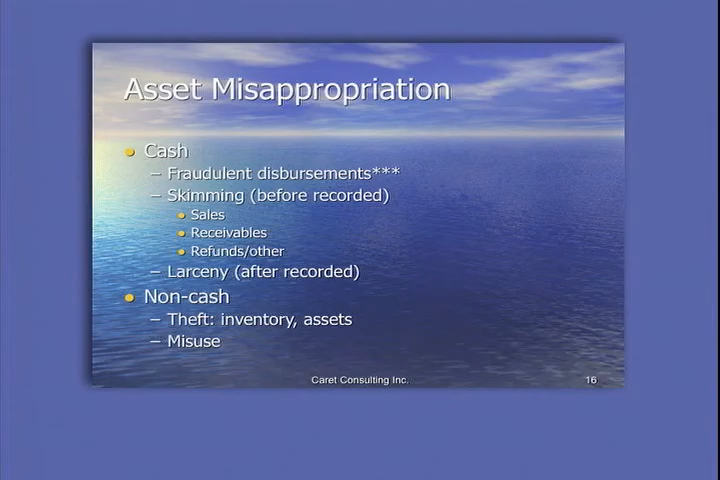 Asset Misappropriation
• Cash
– Fraudulent disbursements***
– Skimming (before recorded)
• Sales
• Receivables
• Refunds/other
– Larceny (after recorded)
• Non-cash
– Theft: inventory, assets
– Misuse
Caret Consulting Inc.
16